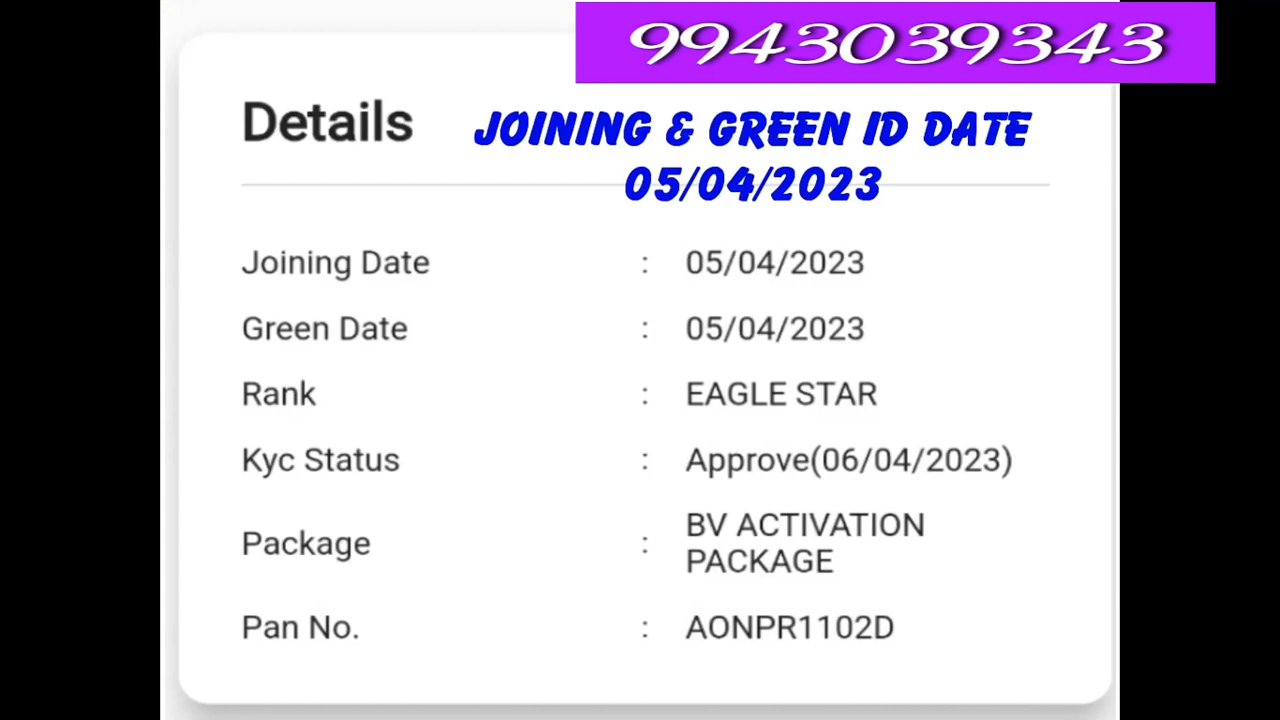 9943039343
Details
JOINING & GREEN ID DATE
05/04/2023
Joining Date : 05/04/2023
Green Date : 05/04/2023
Rank : EAGLE STAR
Kyc Status : Approve(06/04/2023)
Package : BV ACTIVATION
PACKAGE
Pan No. : AONPR1102D